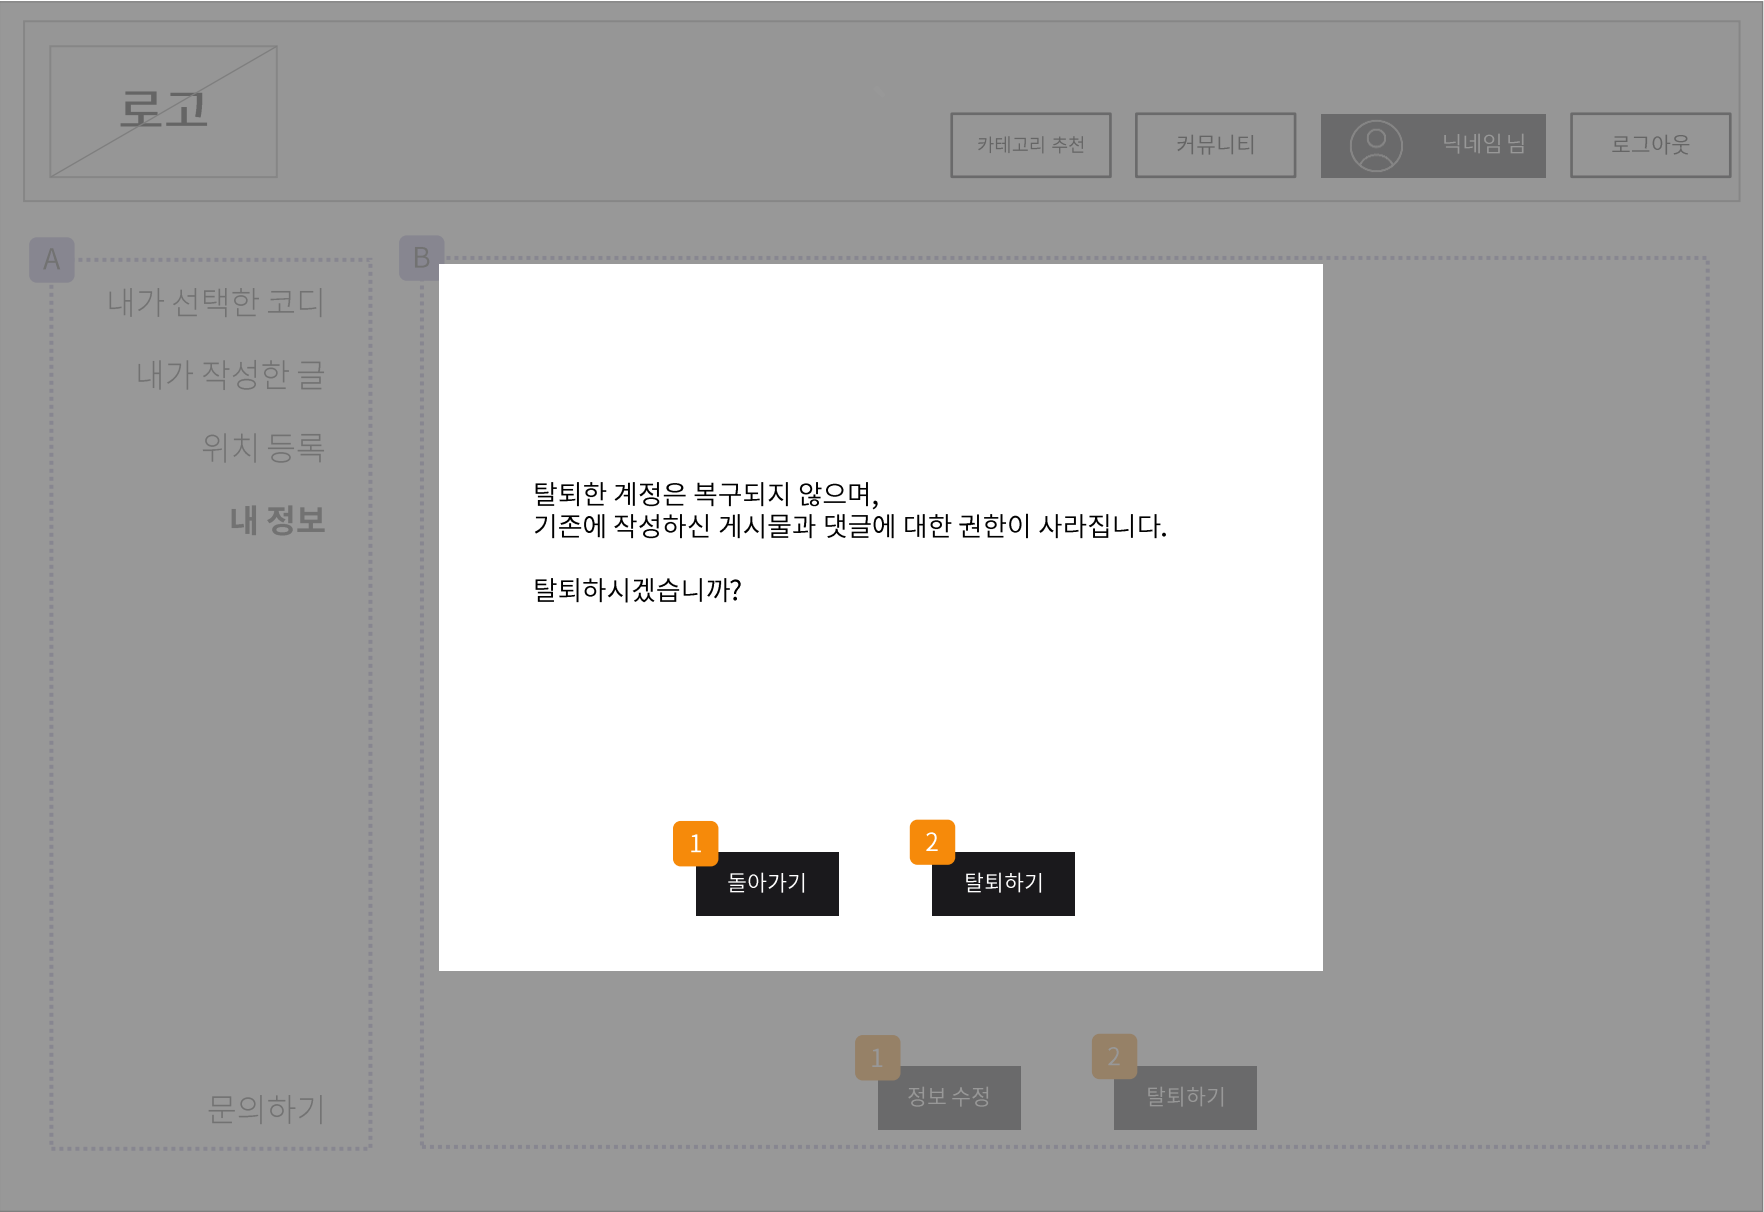 로고
카테고리 추천
커뮤니티
닉네임 님
로그아웃
A
내가 선택한 코디
내가 작성한 글
위치 등록
내 정보
문의하기
B
탈퇴한 계정은 복구되지 않으며,
기존에 작성하신 게시물과 댓글에 대한 권한이 사라집니다.
탈퇴하시겠습니까?
1
돌아가기
2
탈퇴하기
1
정보 수정
2
탈퇴하기